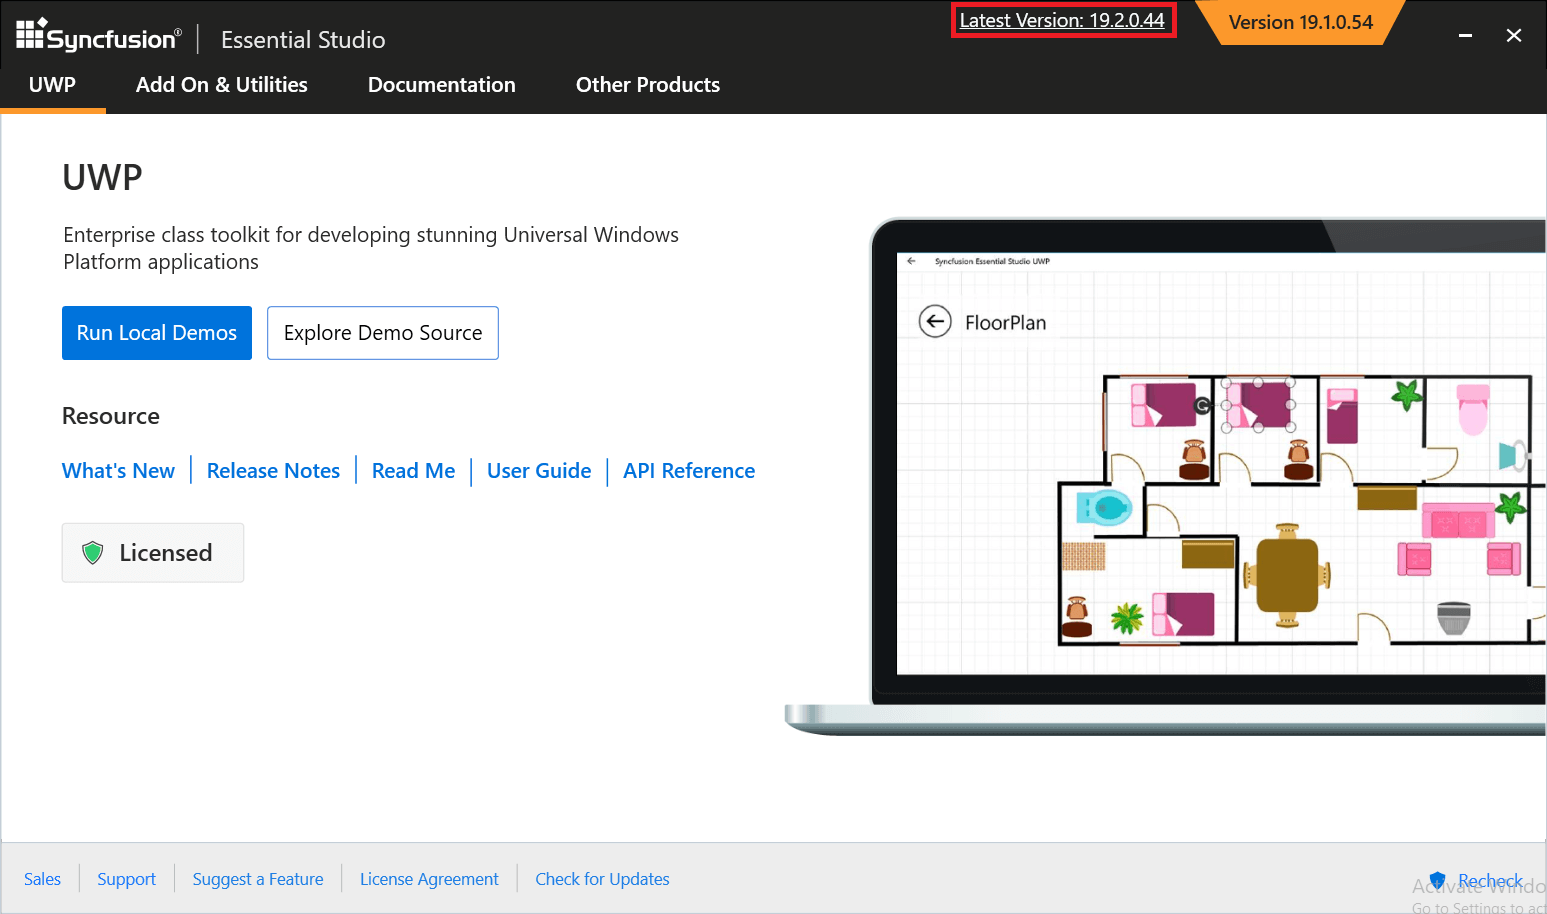 Syncfusion® Essential Studio
Latest Version: 19.2.0.44
Version 19.1.0.54
UWP Add On & Utilities Documentation Other Products
UWP
Enterprise class toolkit for developing stunning Universal Windows
Platform applications
Run Local Demos Explore Demo Source
Resource
What's New Release Notes Read Me User Guide API Reference
Licensed
Syncfusion Essential Studio UWP
FloorPlan
Sales Support Suggest a Feature License Agreement Check for Updates
Recheck
Activate Windo
Go to Settings to act